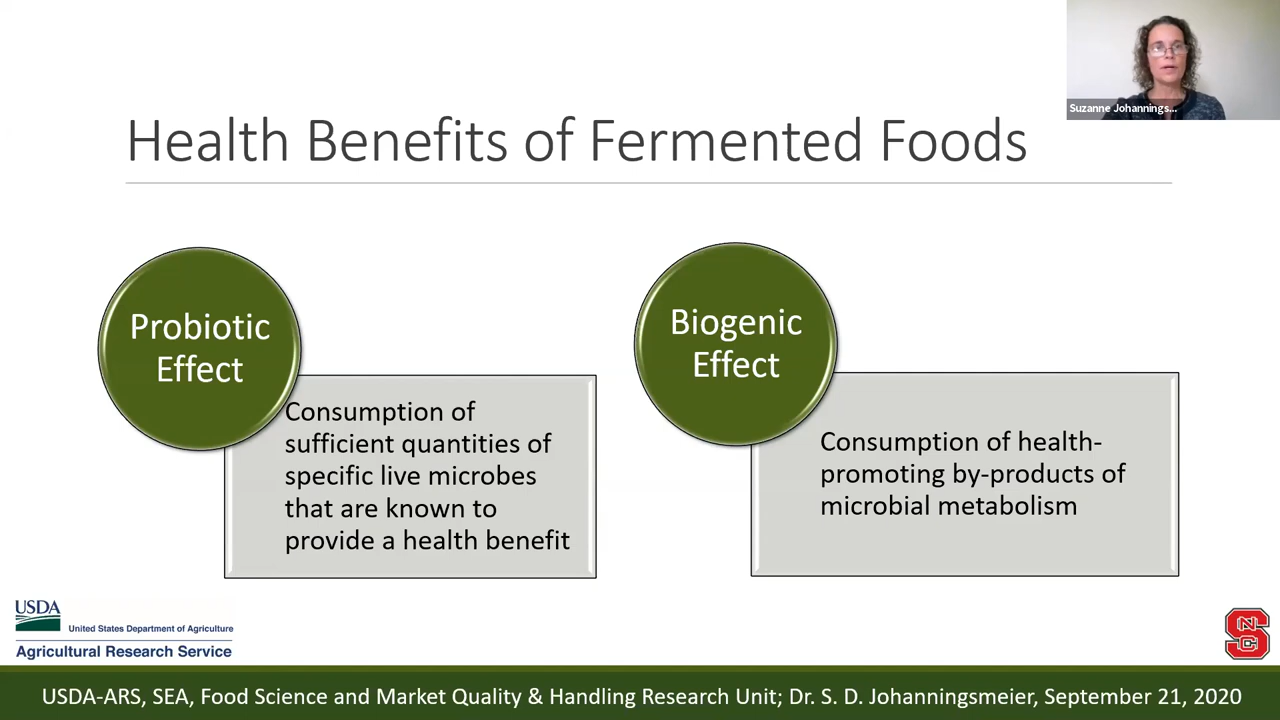 Suzanne Johannings...
Health Benefits of Fermented Foods
Probiotic
Effect
Consumption of
sufficient quantities of
specific live microbes
that are known to
provide a health benefit
Biogenic
Effect
Consumption of health-
promoting by-products of
microbial metabolism
USDA
United States Department of Agriculture
Agricultural Research Service
NC
S
USDA-ARS, SEA, Food Science and Market Quality & Handling Research Unit; Dr. S. D. Johanningsmeier, September 21, 2020